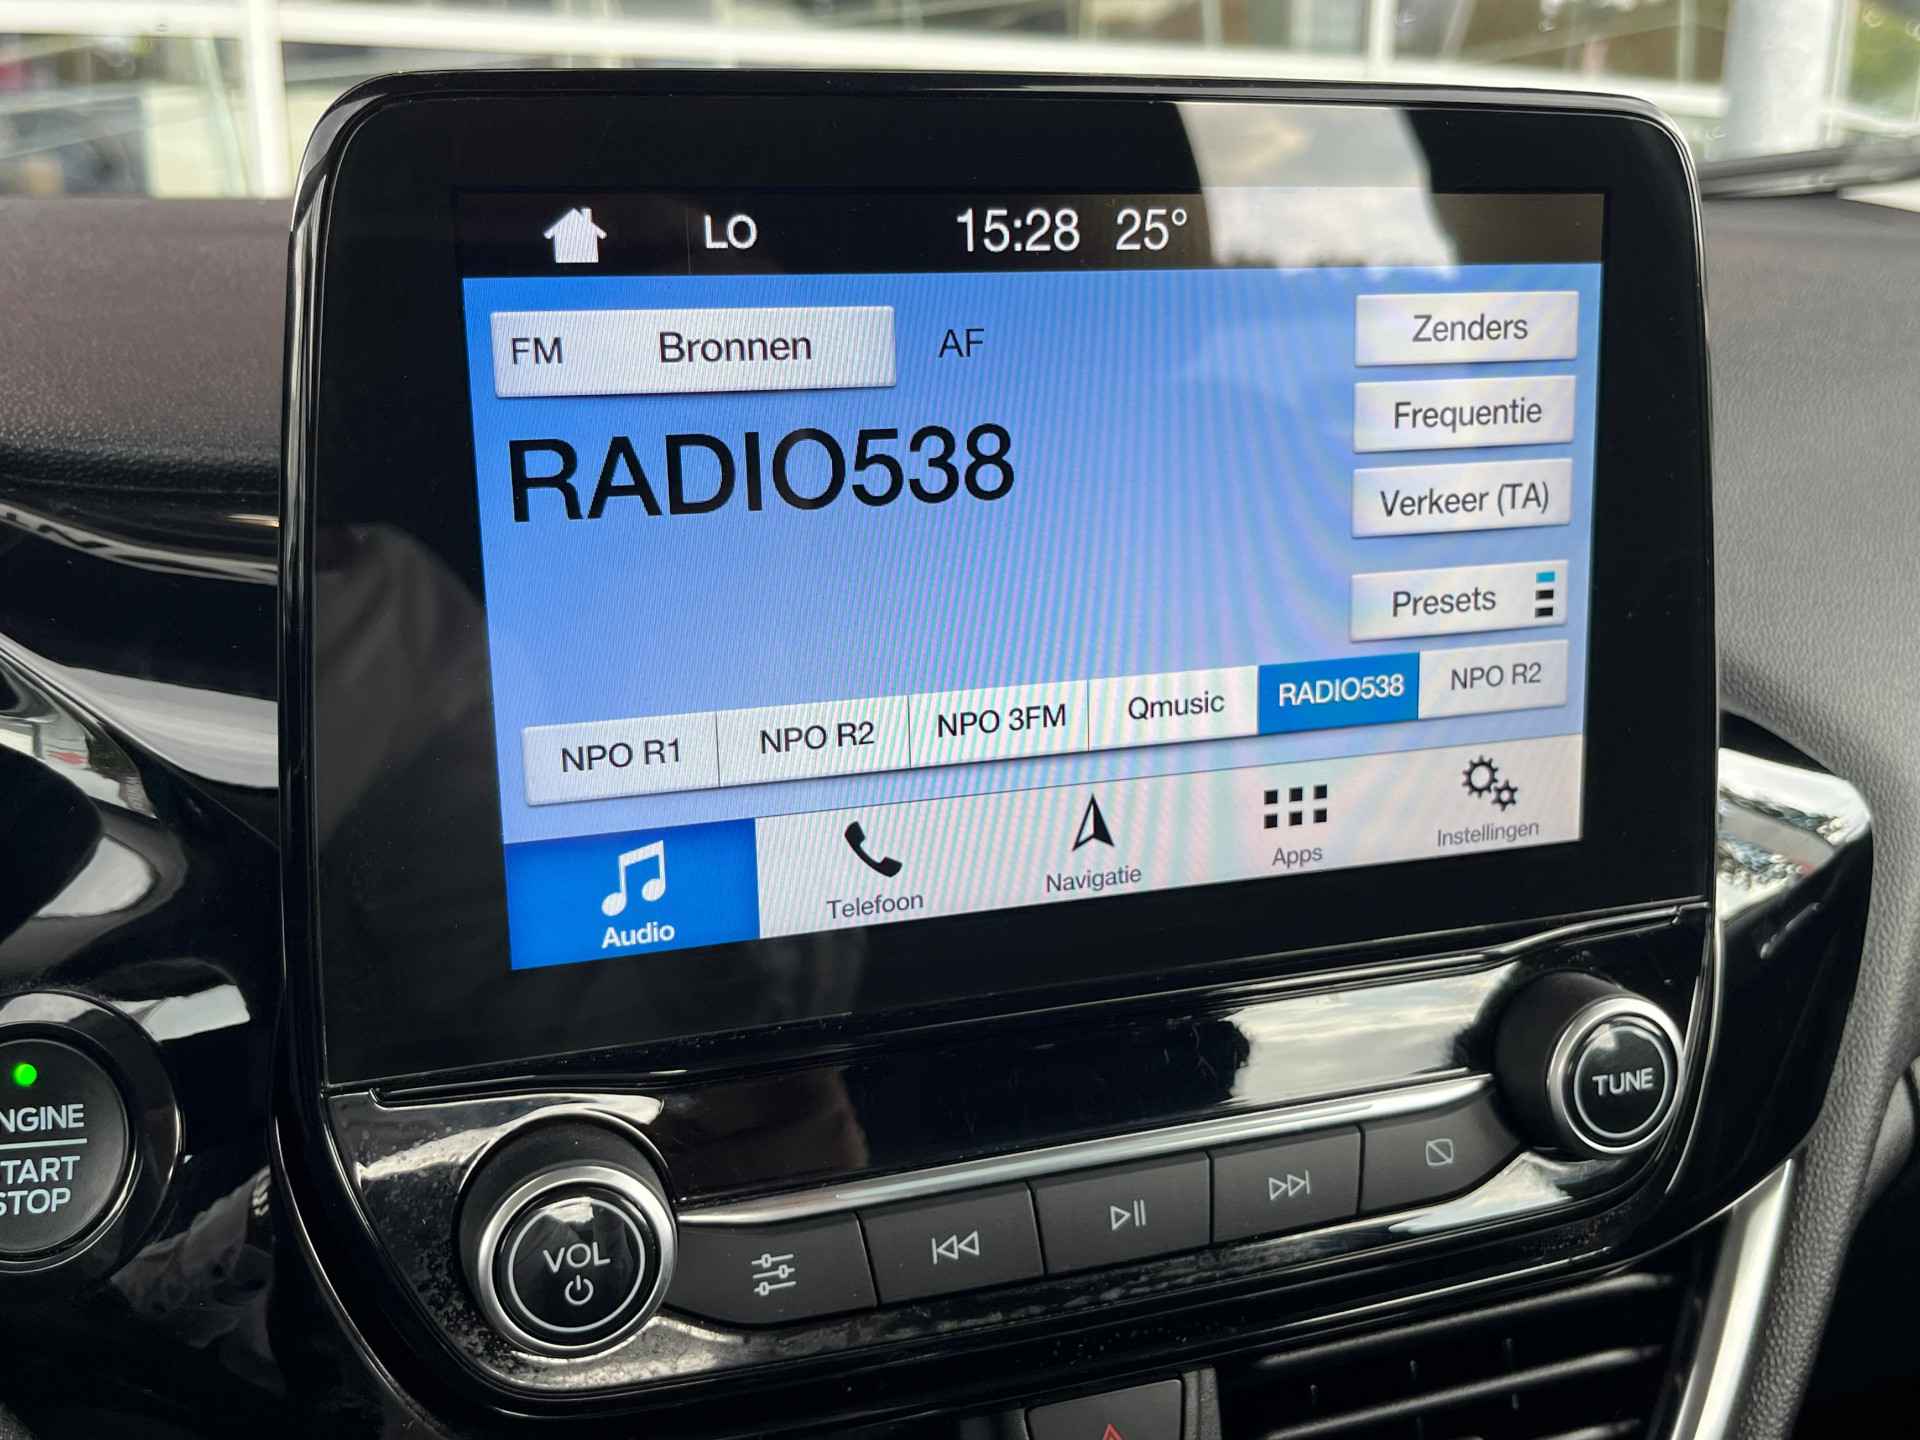 LO 15:28 25°
FM Bronnen AF Zenders
Frequentie
RADIO538
Verkeer (TA)
Presets
NPO R1 NPO R2 NPO 3FM Qmusic RADIO538 NPO R2
Audio Telefoon Navigatie Apps Instellingen
TUNE
VOL
NGINE
TART
STOP